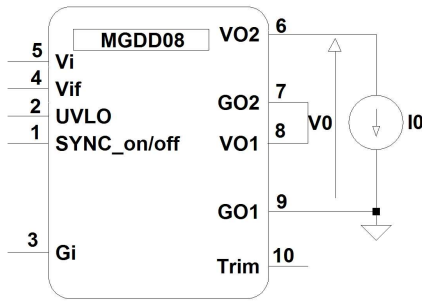 MGDD08
5 Vi
4 Vif
2 UVLO
1 SYNC_on/off
3 Gi
VO2 6
GO2 7
VO1 8
GO1 9
Trim 10
V0
I0